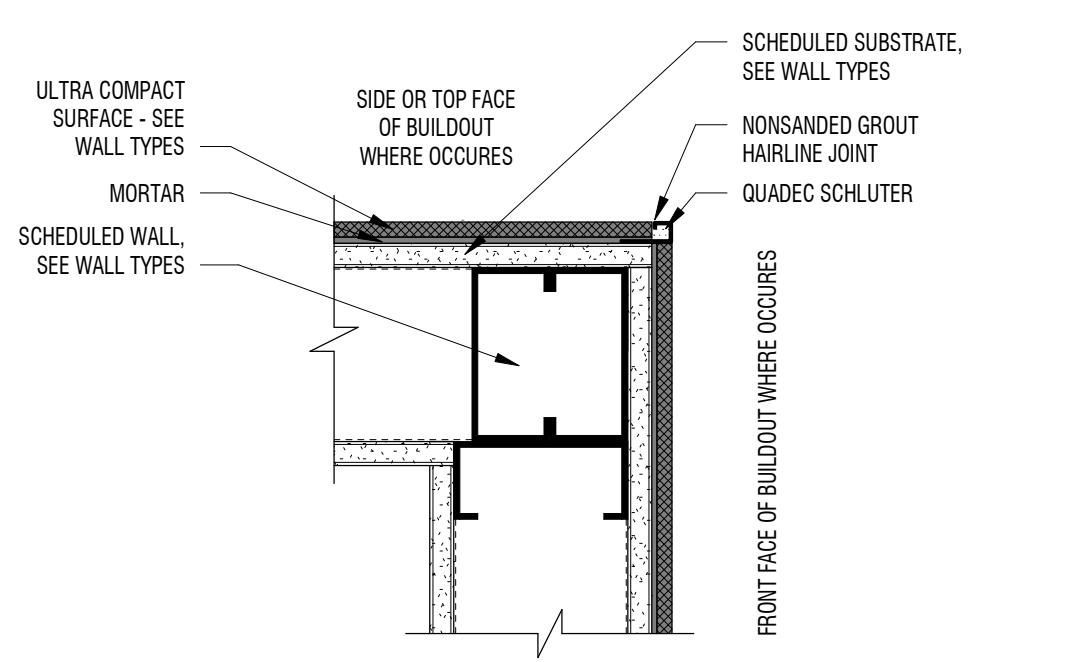 SCHEDULED SUBSTRATE,
SEE WALL TYPES
ULTRA COMPACT
SURFACE - SEE
WALL TYPES
SIDE OR TOP FACE
OF BUILDOUT
WHERE OCCURES
NONSANDED GROUT
HAIRLINE JOINT
MORTAR
QUADEC SCHLUTER
SCHEDULED WALL,
SEE WALL TYPES
FRONT FACE OF BUILDOUT WHERE OCCURES